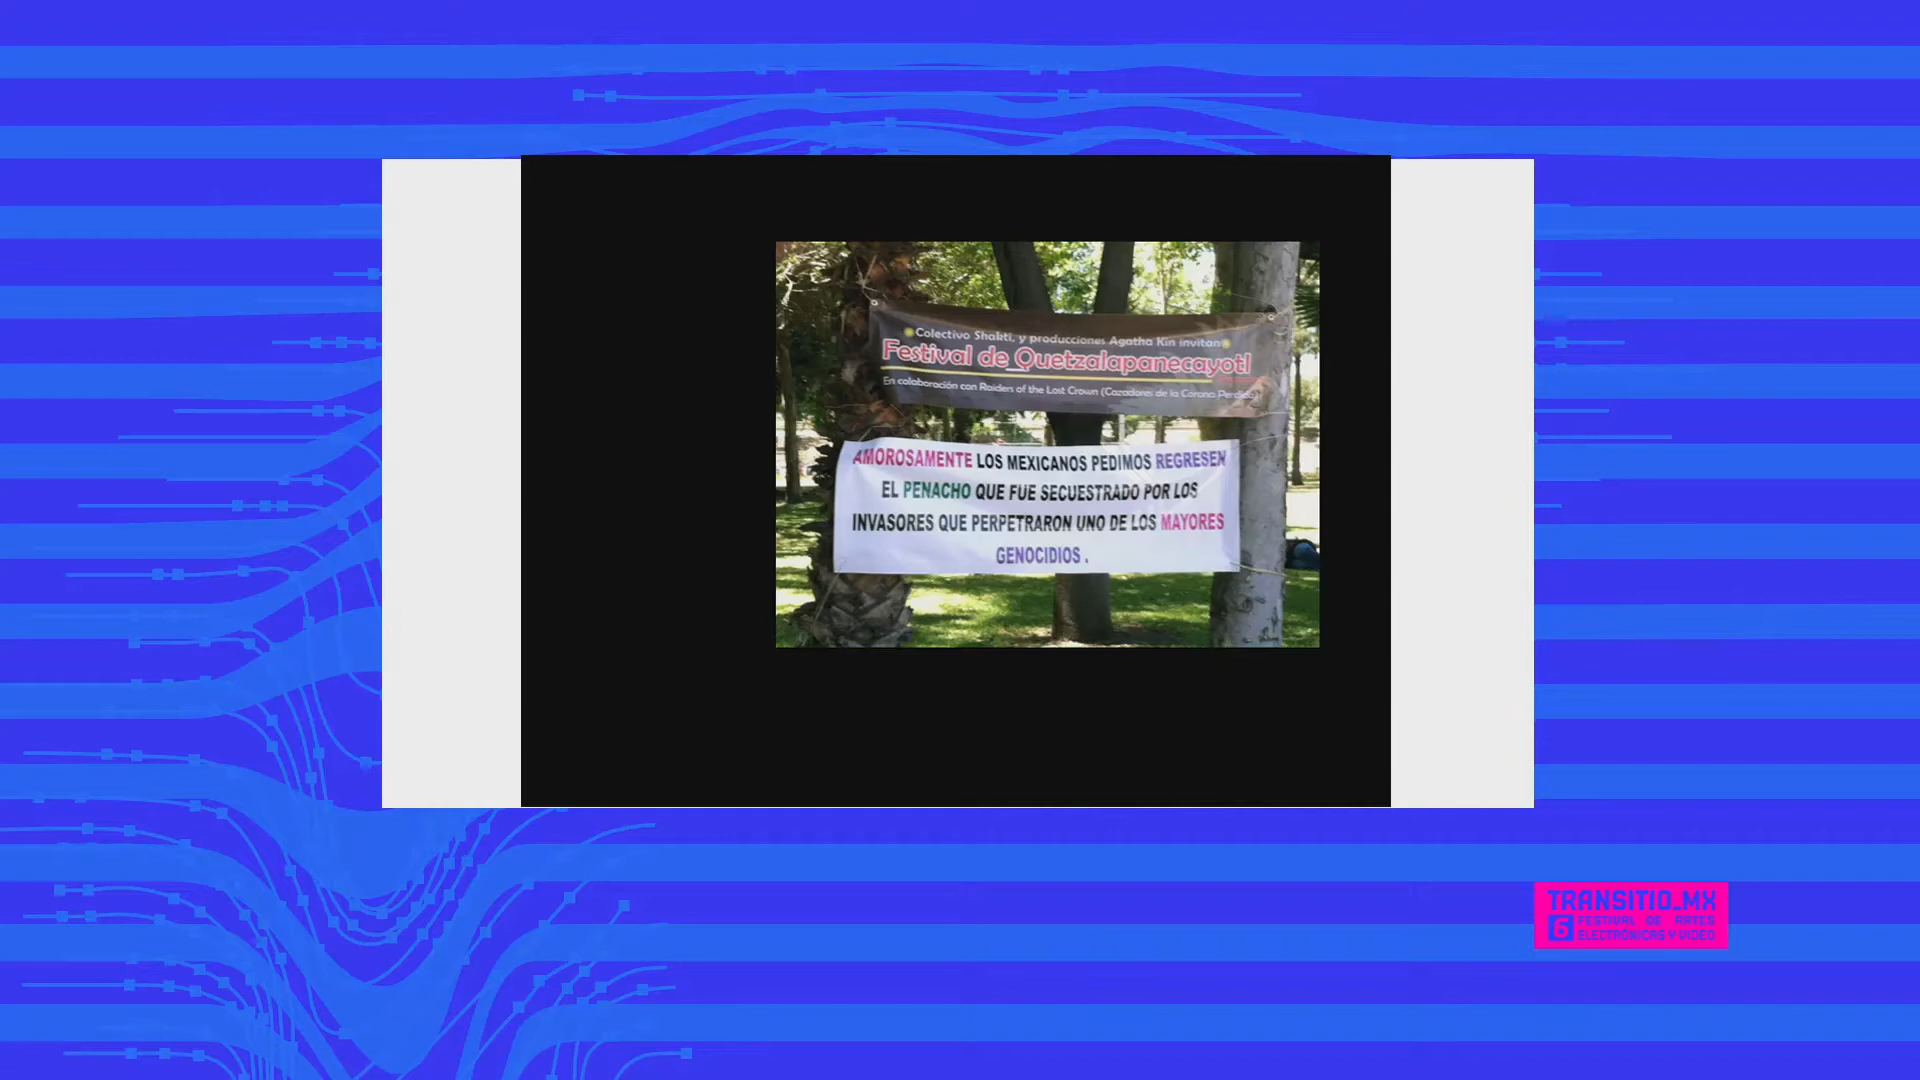 Colectivo Shakti, y producciones Agatha Kin invitan
Festival de Quetzalapanecayotl
En colaboración con Raiders of the Lost Crown (Cazadores de la Corona Perdida)
AMOROSAMENTE LOS MEXICANOS PEDIMOS REGRESEN
EL PENACHO QUE FUE SECUESTRADO POR LOS
INVASORES QUE PERPETRARON UNO DE LOS MAYORES
GENOCIDIOS .
TRANSITIO_MX
6 FESTIVAL DE ARTES
ELECTRÓNICAS Y VIDEO